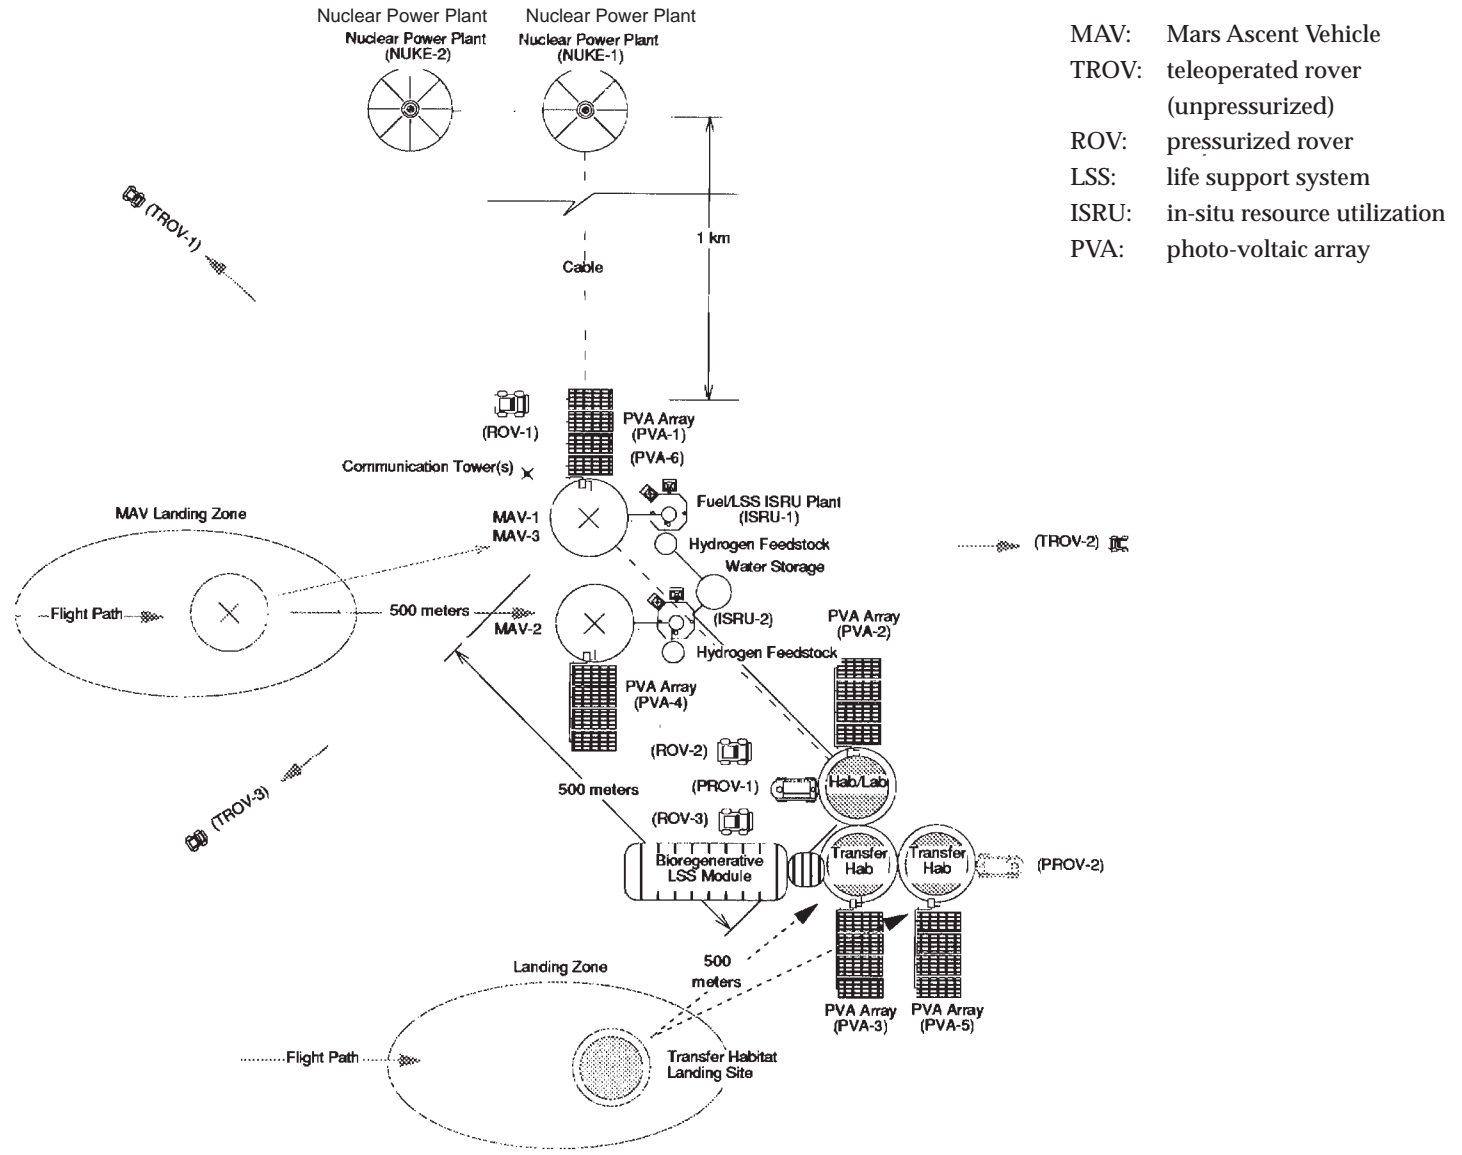 Nuclear Power Plant
Nuclear Power Plant
Nuclear Power Plant
(NUKE-2)
Nuclear Power Plant
(NUKE-1)
MAV: Mars Ascent Vehicle
TROV: teleoperated rover
(unpressurized)
ROV: pressurized rover
LSS: life support system
ISRU: in-situ resource utilization
PVA: photo-voltaic array
(TROV-1)
1 km
Cable
(ROV-1)
PVA Array
(PVA-1)
(PVA-6)
Communication Tower(s)
MAV Landing Zone
MAV-1
MAV-3
Fuel/LSS ISRU Plant
(ISRU-1)
Hydrogen Feedstock
Water Storage
(TROV-2)
Flight Path
500 meters
MAV-2
(ISRU-2)
Hydrogen Feedstock
PVA Array
(PVA-2)
PVA Array
(PVA-4)
(ROV-2)
(PROV-1)
Hab/Lab
500 meters
(TROV-3)
(ROV-3)
Bioregenerative
LSS Module
Transfer
Hab
Transfer
Hab
(PROV-2)
500
meters
Landing Zone
PVA Array
(PVA-3)
PVA Array
(PVA-5)
Flight Path
Transfer Habitat
Landing Site